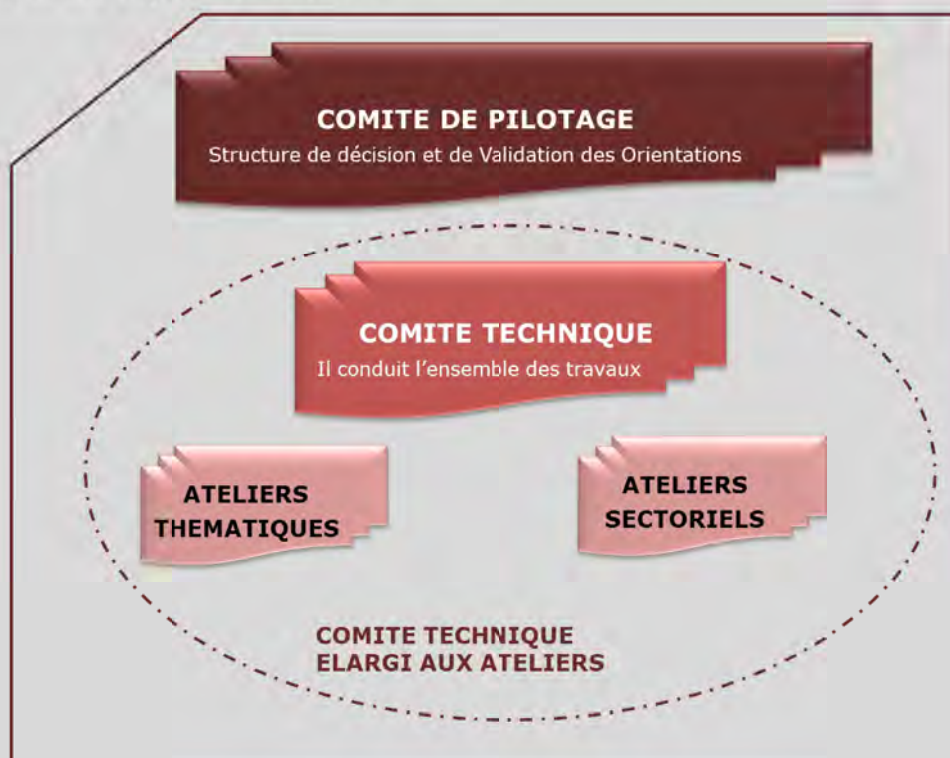 COMITE DE PILOTAGE
Structure de décision et de Validation des Orientations
COMITE TECHNIQUE
Il conduit l'ensemble des travaux
ATELIERS
THEMATIQUES
ATELIERS
SECTORIELS
COMITE TECHNIQUE
ELARGI AUX ATELIERS